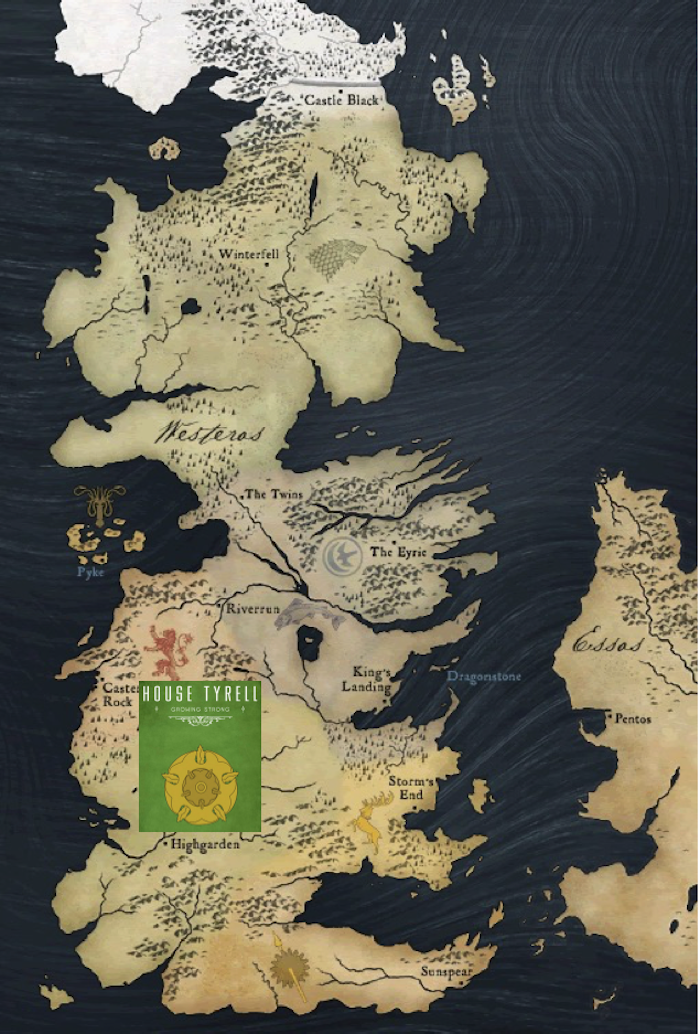 Castle Black
Winterfell
Westeros
The Twins
The Eyrie
Pyke
Riverrun
Essos
King's
Landing
Dragonstone
Rock
HOUSE TYRELL
GROWING STRONG
Pentos
Storm's
End
Highgarden
Sunspear